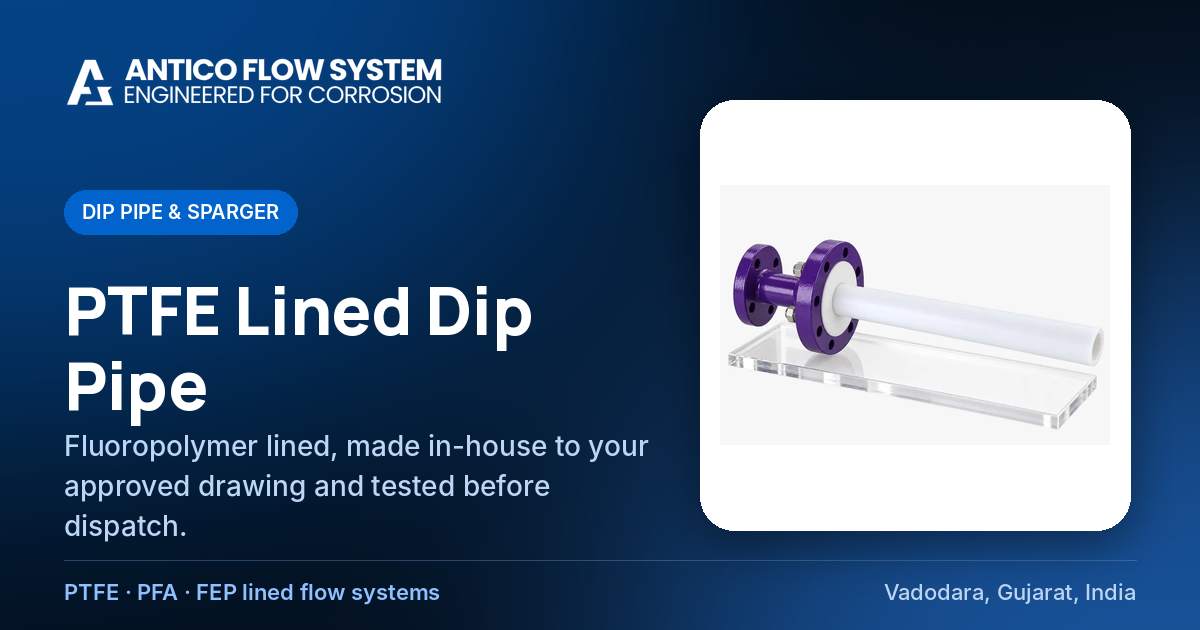 ANTICO FLOW SYSTEM
ENGINEERED FOR CORROSION
DIP PIPE & SPARGER
PTFE Lined Dip
Pipe
Fluoropolymer lined, made in-house to your
approved drawing and tested before
dispatch.
PTFE · PFA · FEP lined flow systems
Vadodara, Gujarat, India